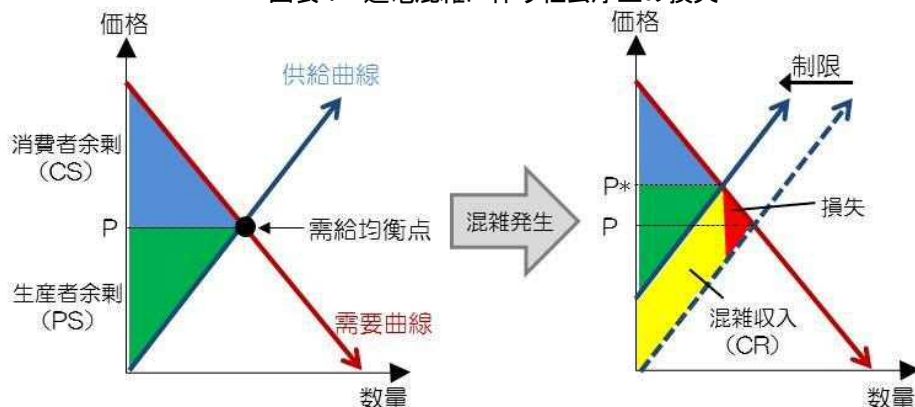 価格
供給曲線
消費者余剰
(CS)
P
需給均衡点
生産者余剰
(PS)
需要曲線
数量
混雑発生
価格
制限
P*
P
損失
混雑収入
(CR)
数量